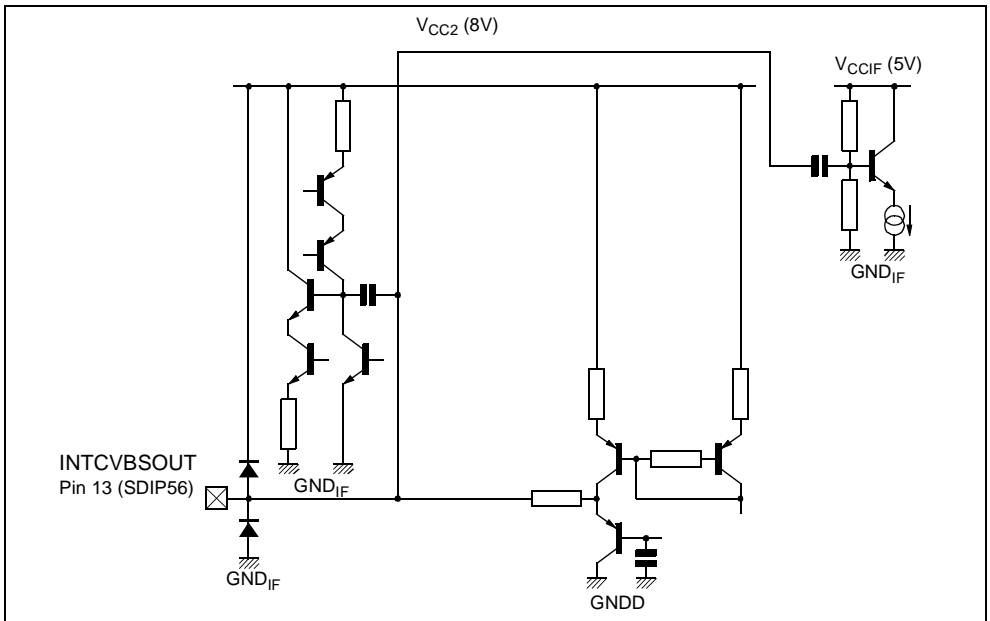 VCC2 (8V)
VCCIF (5V)
GNDIF
INTCVBSOUT
Pin 13 (SDIP56)
GNDIF
GNDIF
GNDD